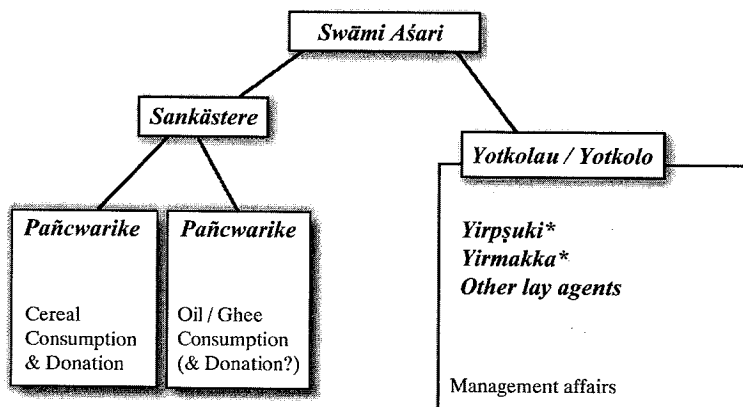 Swāmi Aśari
Sankästere
Yotkolau / Yotkolo
Pañcwarike
Cereal
Consumption
& Donation
Pañcwarike
Oil / Ghee
Consumption
(& Donation?)
Yirpṣuki*
Yirmakka*
Other lay agents
Management affairs